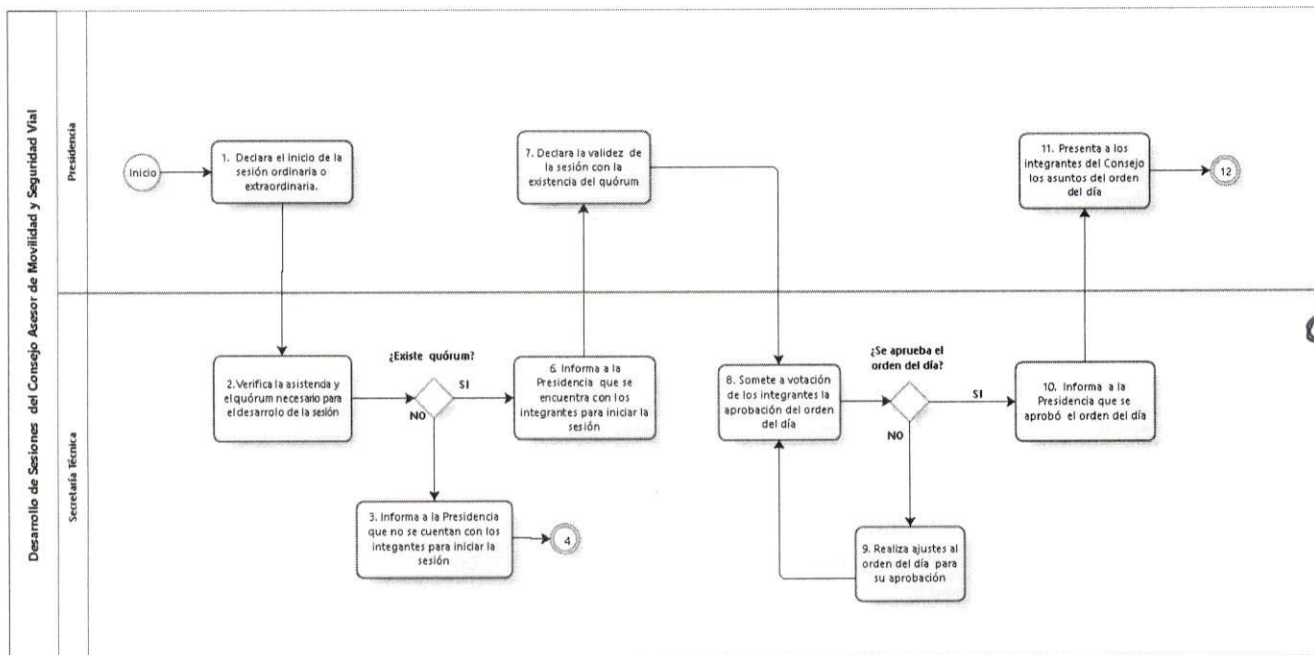 Desarrollo de Sesiones del Consejo Asesor de Movilidad y Seguridad Vial
Presidencia
Inicio
1. Declara el inicio de la
sesión ordinaria o
extraordinaria.
7. Declara la validez de
la sesión con la
existencia del quórum
11. Presenta a los
integrantes del Consejo
los asuntos del orden
del día
12
Secretaría Técnica
2. Verifica la asistencia y
el quórum necesario para
el desarrollo de la sesión
¿Existe quórum?
SI
NO
6. Informa a la
Presidencia que se
encuentra con los
integrantes para iniciar la
sesión
3. Informa a la Presidencia
que no se cuentan con los
integantes para iniciar la
sesión
4
8. Somete a votación
de los integrantes la
aprobación del orden
del día
¿Se aprueba el
orden del día?
SI
NO
10. Informa a la
Presidencia que se
aprobó el orden del día
9. Realiza ajustes al
orden del día para
su aprobación